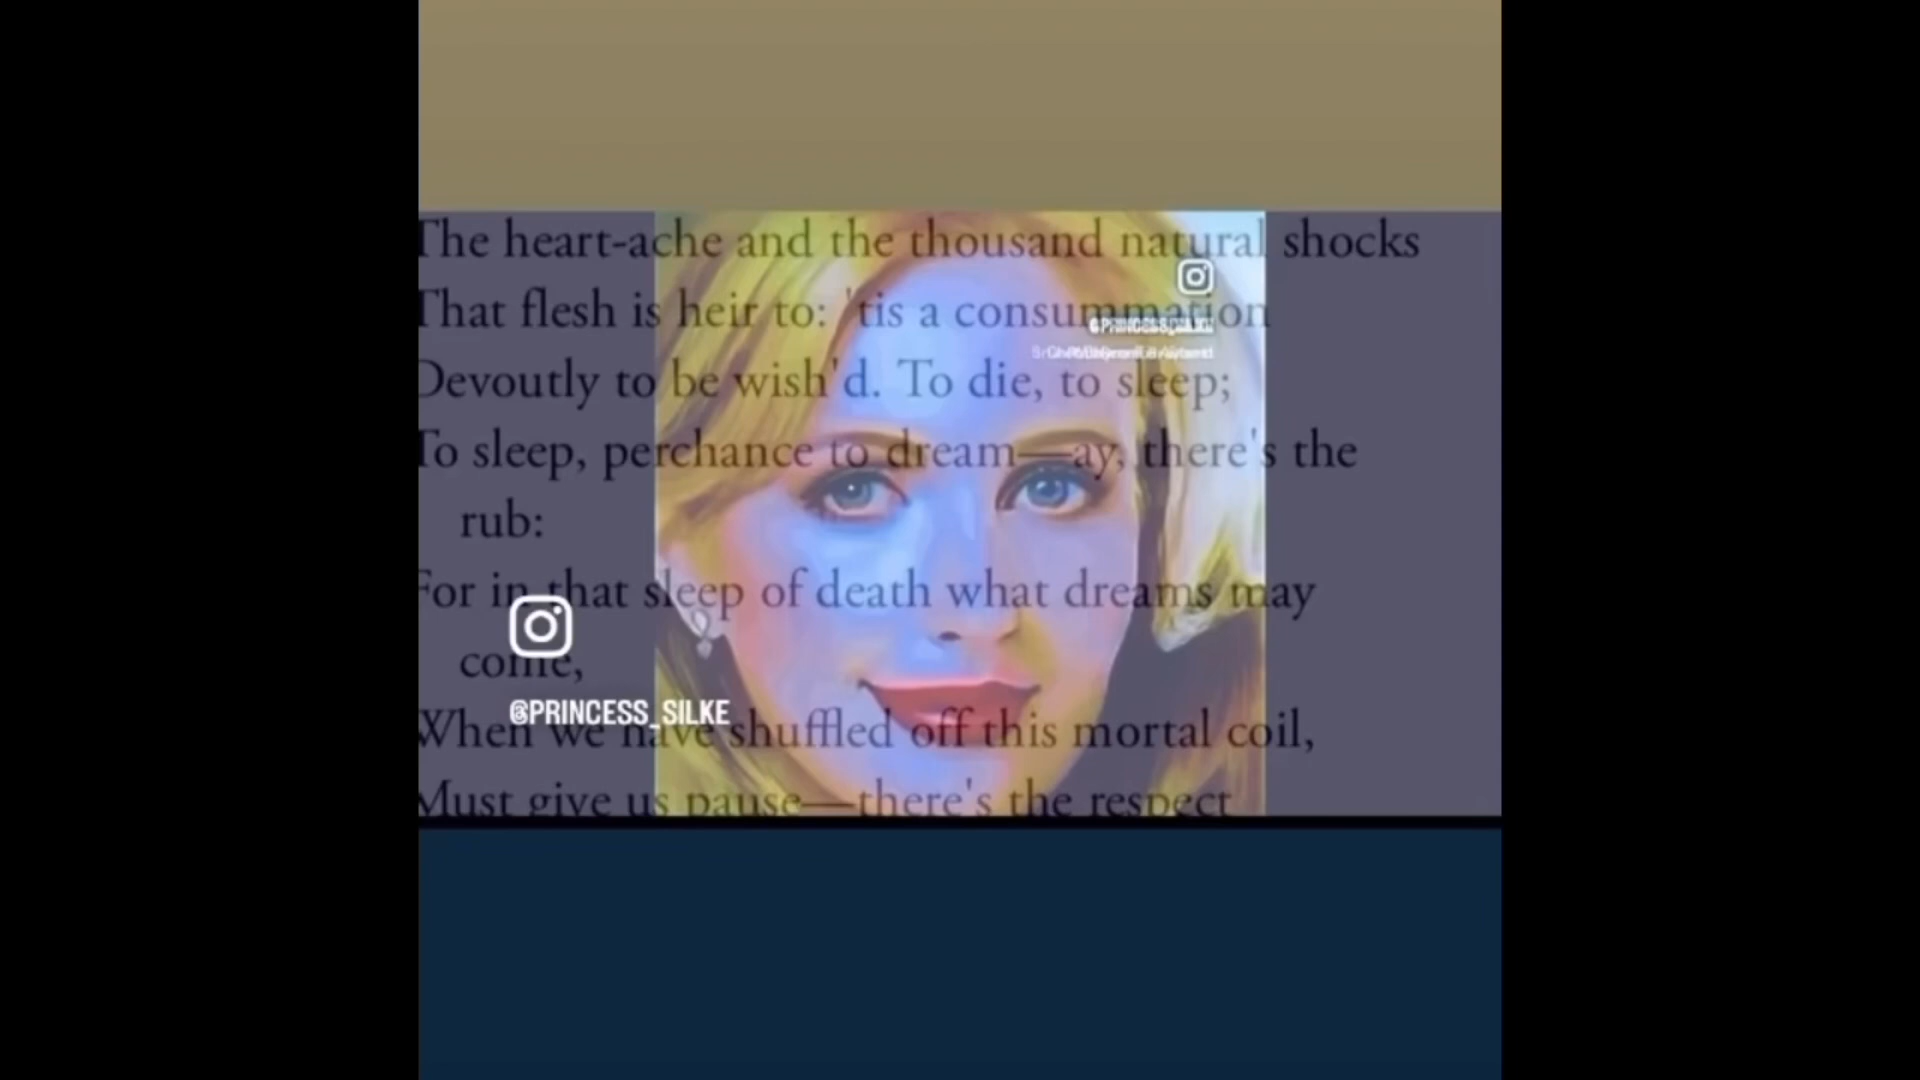 The heart-ache and the thousand natural shocks
That flesh is heir to: 'tis a consummation
Devoutly to be wish'd. To die, to sleep;
To sleep, perchance to dream—ay, there's the
rub:
For in that sleep of death what dreams may
come,
@PRINCESS_SILKE
When we have shuffled off this mortal coil,
Must give us pause—there's the respect